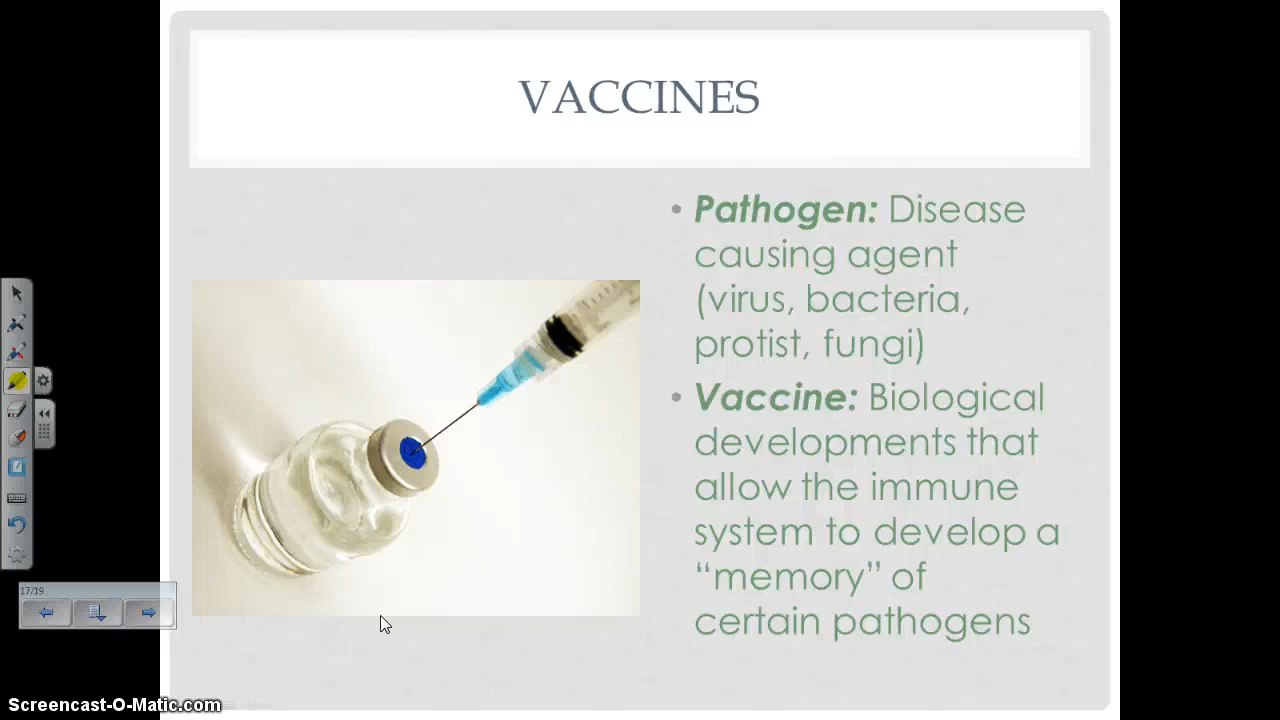 VACCINES
• Pathogen: Disease
causing agent
(virus, bacteria,
protist, fungi)
• Vaccine: Biological
developments that
allow the immune
system to develop a
“memory” of
certain pathogens
17/19
Screencast-O-Matic.com